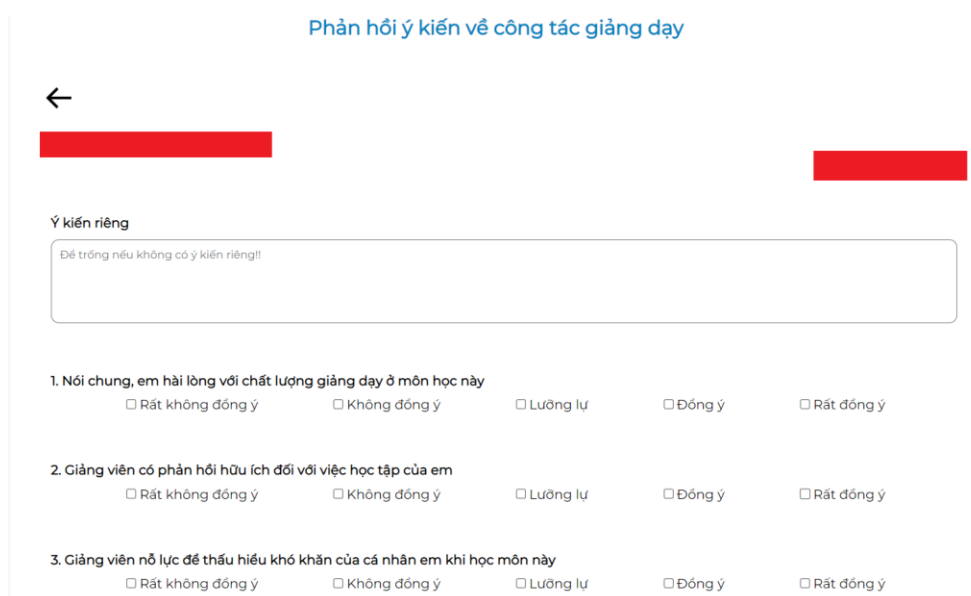 Phản hồi ý kiến về công tác giảng dạy
Ý kiến riêng
Để trống nếu không có ý kiến riêng!!
1. Nói chung, em hài lòng với chất lượng giảng dạy ở môn học này
Rất không đồng ý Không đồng ý Lưỡng lự Đồng ý Rất đồng ý
2. Giảng viên có phản hồi hữu ích đối với việc học tập của em
Rất không đồng ý Không đồng ý Lưỡng lự Đồng ý Rất đồng ý
3. Giảng viên nỗ lực để thấu hiểu khó khăn của cá nhân em khi học môn này
Rất không đồng ý Không đồng ý Lưỡng lự Đồng ý Rất đồng ý